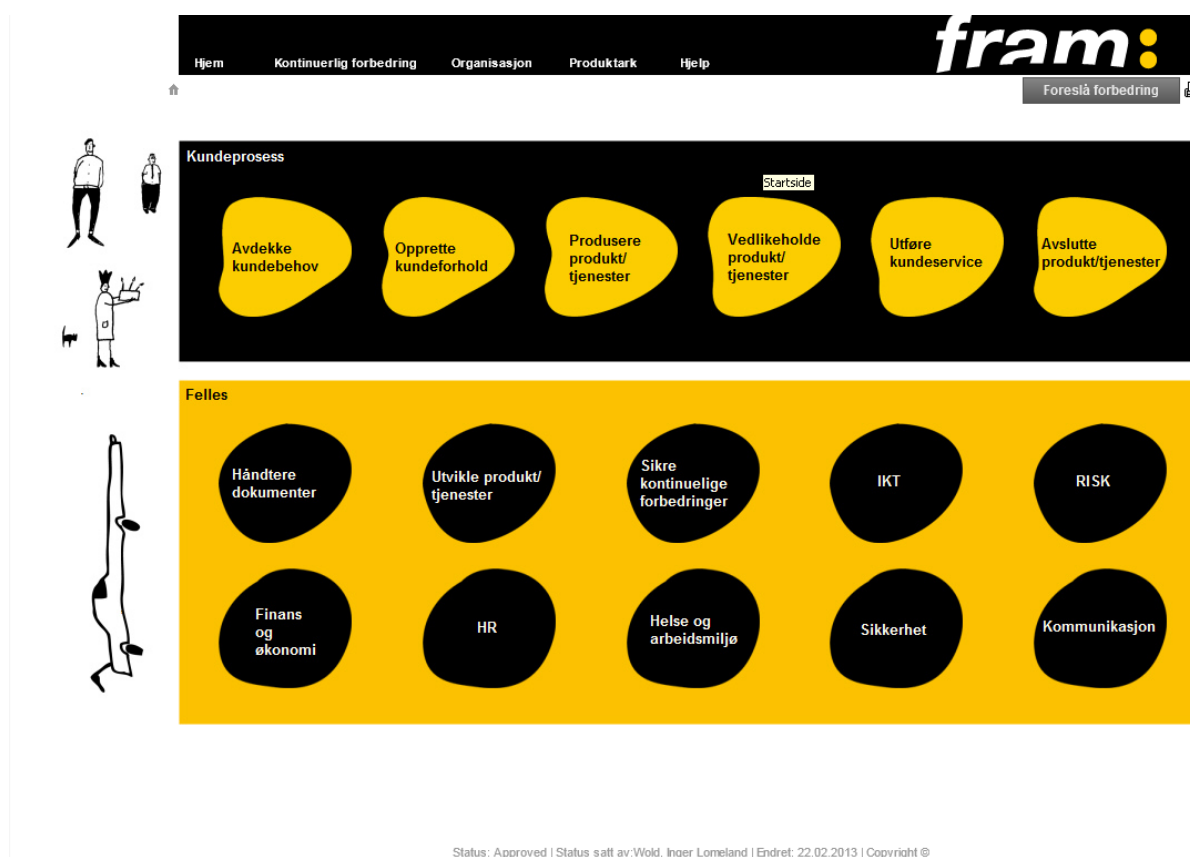 fram:
Hjem Kontinuerlig forbedring Organisasjon Produktark Hjelp
Foreslå forbedring
Kundeprosess
Startside
Avdekke
kundebehov
Opprette
kundeforhold
Produsere
produkt/
tjenester
Vedlikeholde
produkt/
tjenester
Utføre
kundeservice
Avslutte
produkt/tjenester
Felles
Håndtere
dokumenter
Utvikle produkt/
tjenester
Sikre
kontinuelige
forbedringer
IKT
RISK
Finans
og
økonomi
HR
Helse og
arbeidsmiljø
Sikkerhet
Kommunikasjon
Status: Approved | Status satt av:Wold, Inger Lomeland | Endret: 22.02.2013 | Copyright ©